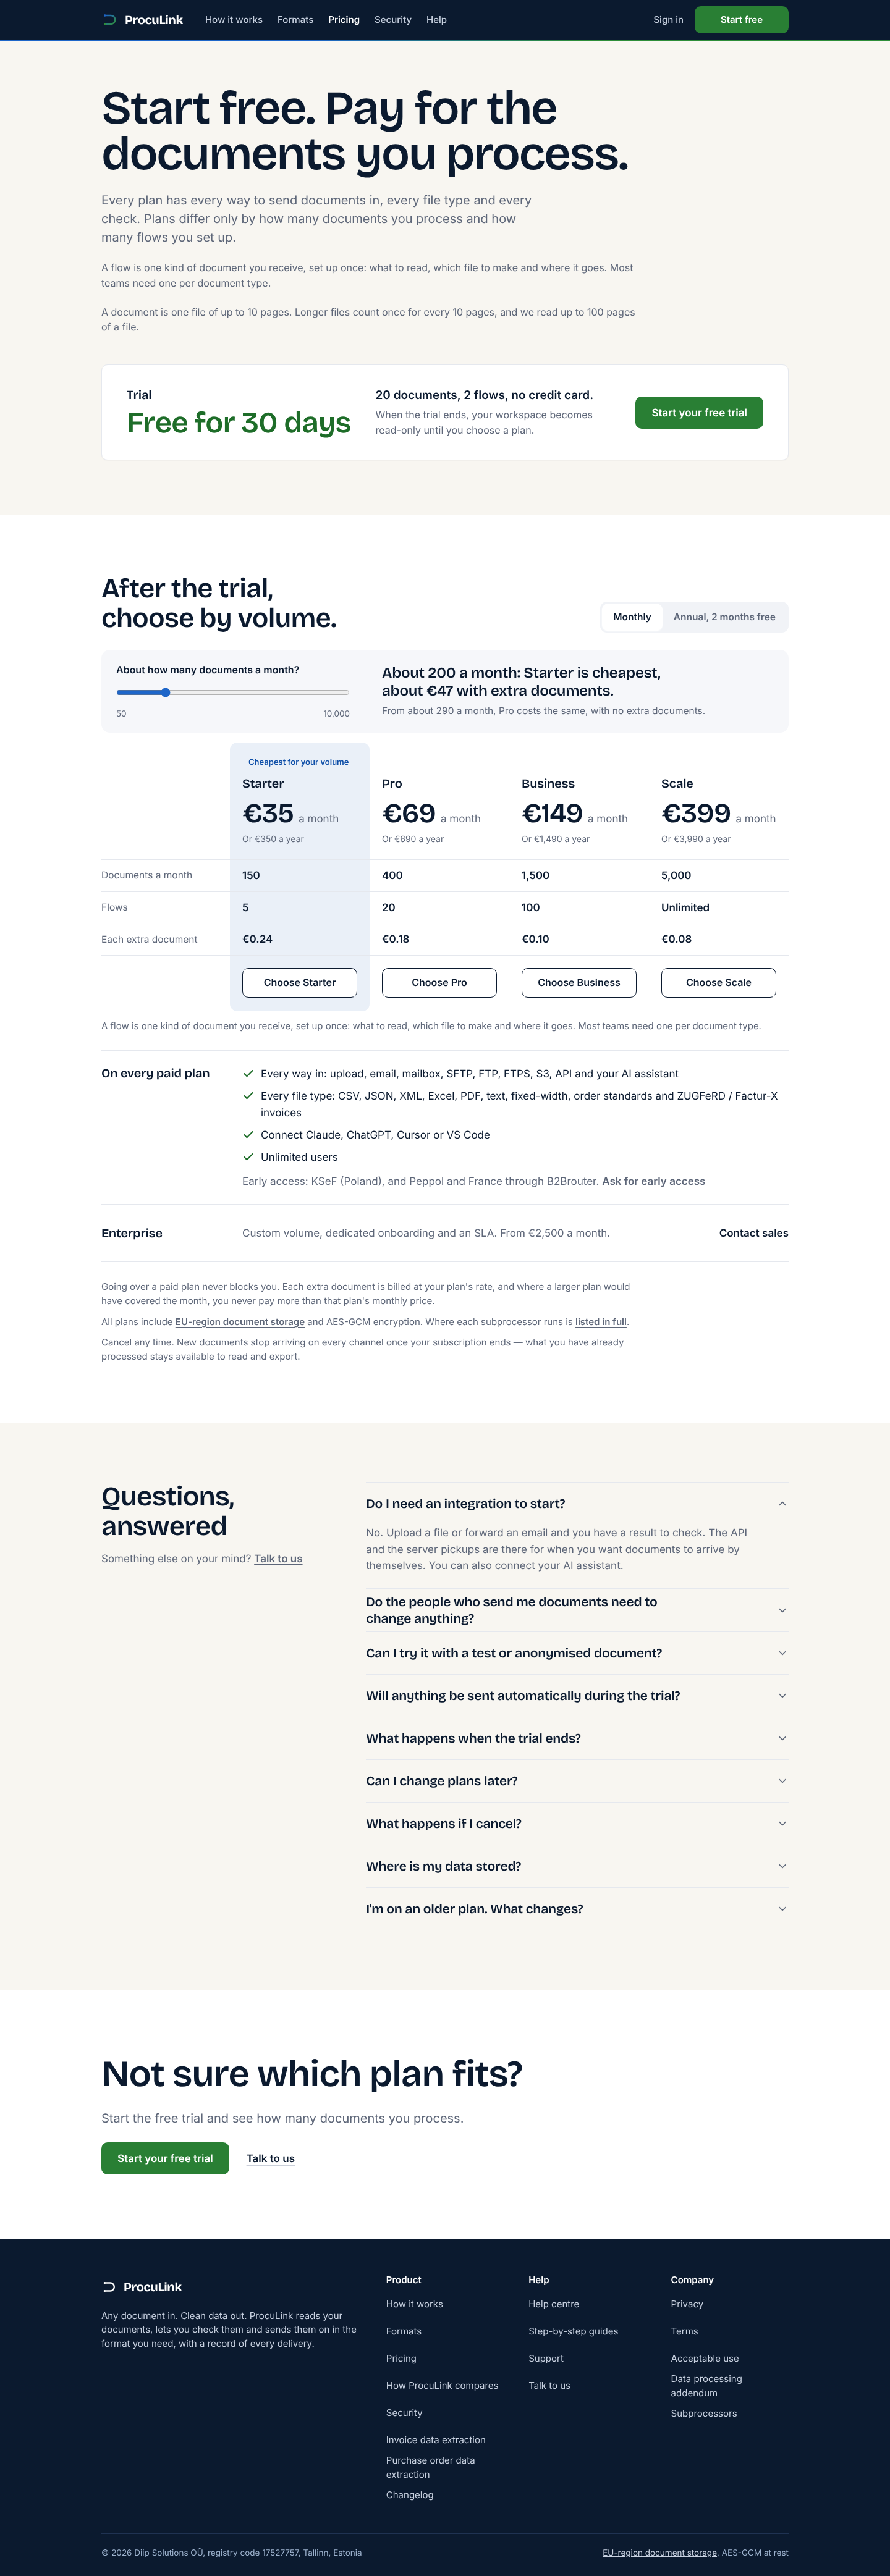 ProcuLink
How it works
Formats
Pricing
Security
Help
Sign in
Start free
Start free. Pay for the
documents you process.
Every plan has every way to send documents in, every file type and every
check. Plans differ only by how many documents you process and how
many flows you set up.
A flow is one kind of document you receive, set up once: what to read, which file to make and where it goes. Most
teams need one per document type.
A document is one file of up to 10 pages. Longer files count once for every 10 pages, and we read up to 100 pages
of a file.
Trial
Free for 30 days
20 documents, 2 flows, no credit card.
When the trial ends, your workspace becomes
read-only until you choose a plan.
Start your free trial
After the trial,
choose by volume.
Monthly
Annual, 2 months free
About how many documents a month?
50
10,000
About 200 a month: Starter is cheapest,
about €47 with extra documents.
From about 290 a month, Pro costs the same, with no extra documents.
Cheapest for your volume
Starter
Pro
Business
Scale
€35 a month
€69 a month
€149 a month
€399 a month
Or €350 a year
Or €690 a year
Or €1,490 a year
Or €3,990 a year
Documents a month
150
400
1,500
5,000
Flows
5
20
100
Unlimited
Each extra document
€0.24
€0.18
€0.10
€0.08
Choose Starter
Choose Pro
Choose Business
Choose Scale
A flow is one kind of document you receive, set up once: what to read, which file to make and where it goes. Most teams need one per document type.
On every paid plan
Every way in: upload, email, mailbox, SFTP, FTP, FTPS, S3, API and your AI assistant
Every file type: CSV, JSON, XML, Excel, PDF, text, fixed-width, order standards and ZUGFeRD / Factur-X
invoices
Connect Claude, ChatGPT, Cursor or VS Code
Unlimited users
Early access: KSeF (Poland), and Peppol and France through B2Brouter. Ask for early access
Enterprise
Custom volume, dedicated onboarding and an SLA. From €2,500 a month.
Contact sales
Going over a paid plan never blocks you. Each extra document is billed at your plan's rate, and where a larger plan would
have covered the month, you never pay more than that plan's monthly price.
All plans include EU-region document storage and AES-GCM encryption. Where each subprocessor runs is listed in full.
Cancel any time. New documents stop arriving on every channel once your subscription ends — what you have already
processed stays available to read and export.
Questions,
answered
Something else on your mind? Talk to us
Do I need an integration to start?
No. Upload a file or forward an email and you have a result to check. The API
and the server pickups are there for when you want documents to arrive by
themselves. You can also connect your AI assistant.
Do the people who send me documents need to
change anything?
Can I try it with a test or anonymised document?
Will anything be sent automatically during the trial?
What happens when the trial ends?
Can I change plans later?
What happens if I cancel?
Where is my data stored?
I'm on an older plan. What changes?
Not sure which plan fits?
Start the free trial and see how many documents you process.
Start your free trial
Talk to us
ProcuLink
Any document in. Clean data out. ProcuLink reads your
documents, lets you check them and sends them on in the
format you need, with a record of every delivery.
Product
How it works
Formats
Pricing
How ProcuLink compares
Security
Invoice data extraction
Purchase order data
extraction
Changelog
Help
Help centre
Step-by-step guides
Support
Talk to us
Company
Privacy
Terms
Acceptable use
Data processing
addendum
Subprocessors
© 2026 Diip Solutions OÜ, registry code 17527757, Tallinn, Estonia
EU-region document storage, AES-GCM at rest